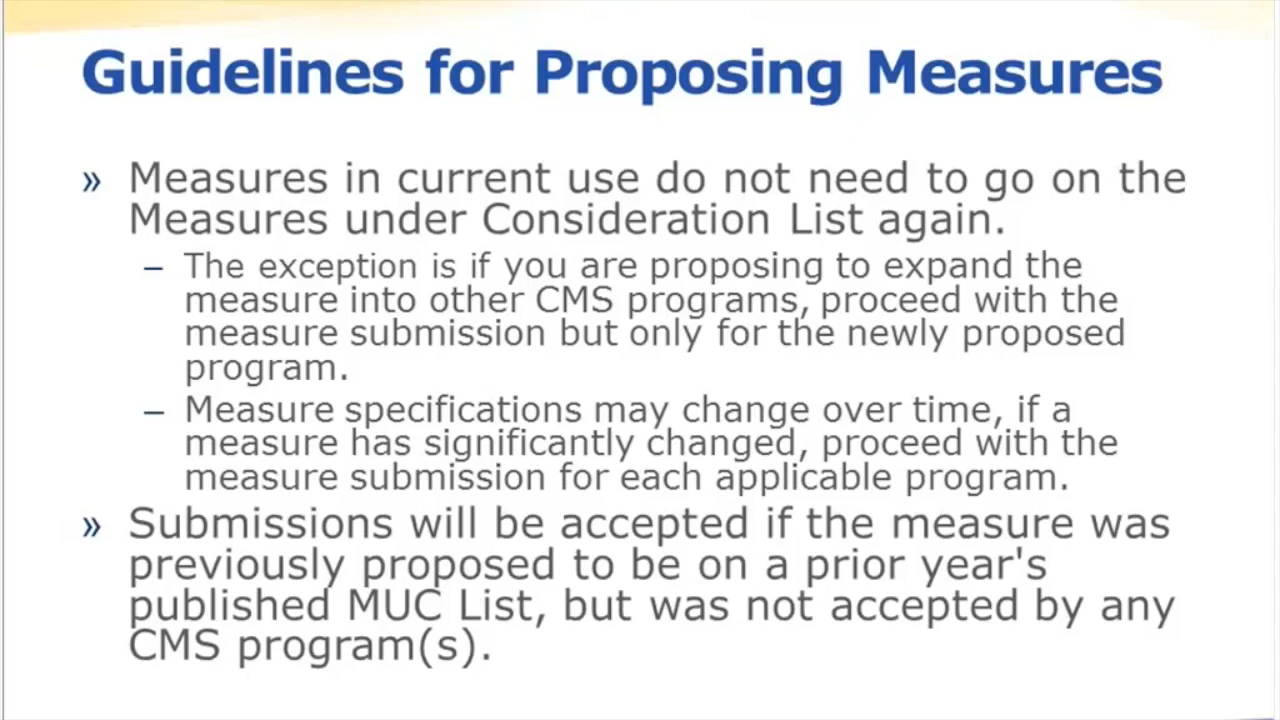 Guidelines for Proposing Measures
» Measures in current use do not need to go on the
Measures under Consideration List again.
– The exception is if you are proposing to expand the
measure into other CMS programs, proceed with the
measure submission but only for the newly proposed
program.
– Measure specifications may change over time, if a
measure has significantly changed, proceed with the
measure submission for each applicable program.
» Submissions will be accepted if the measure was
previously proposed to be on a prior year's
published MUC List, but was not accepted by any
CMS program(s).